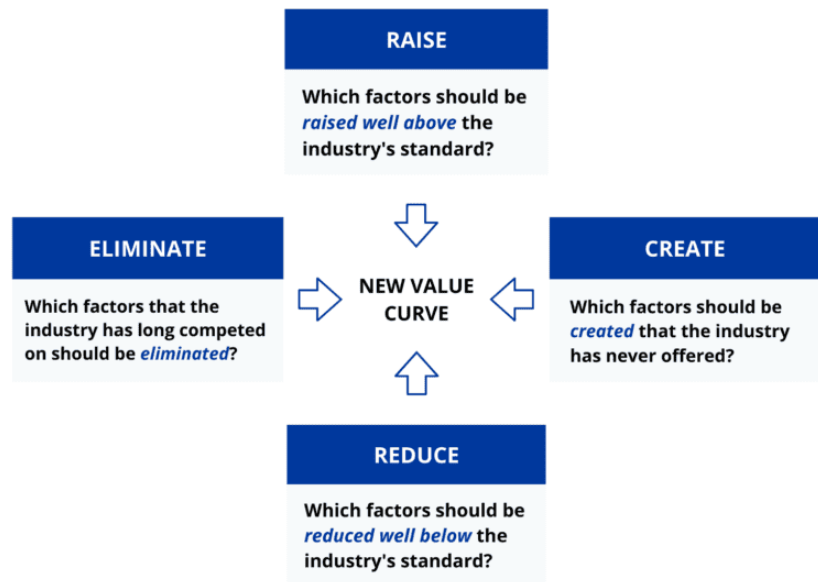 RAISE
Which factors should be
raised well above the
industry's standard?
ELIMINATE
Which factors that the
industry has long competed
on should be eliminated?
NEW VALUE
CURVE
CREATE
Which factors should be
created that the industry
has never offered?
REDUCE
Which factors should be
reduced well below the
industry's standard?